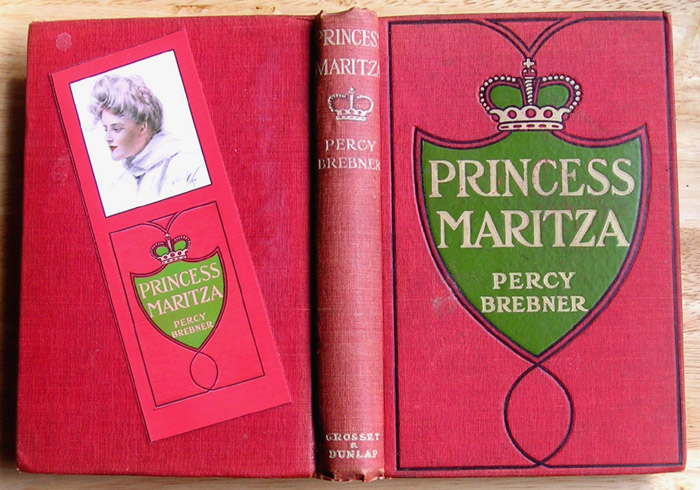 PRINCESS
MARITZA
PERCY
BREBNER
PRINCESS
MARITZA
PERCY
BREBNER
GROSSET
&
DUNLAP
PRINCESS
MARITZA
PERCY
BREBNER